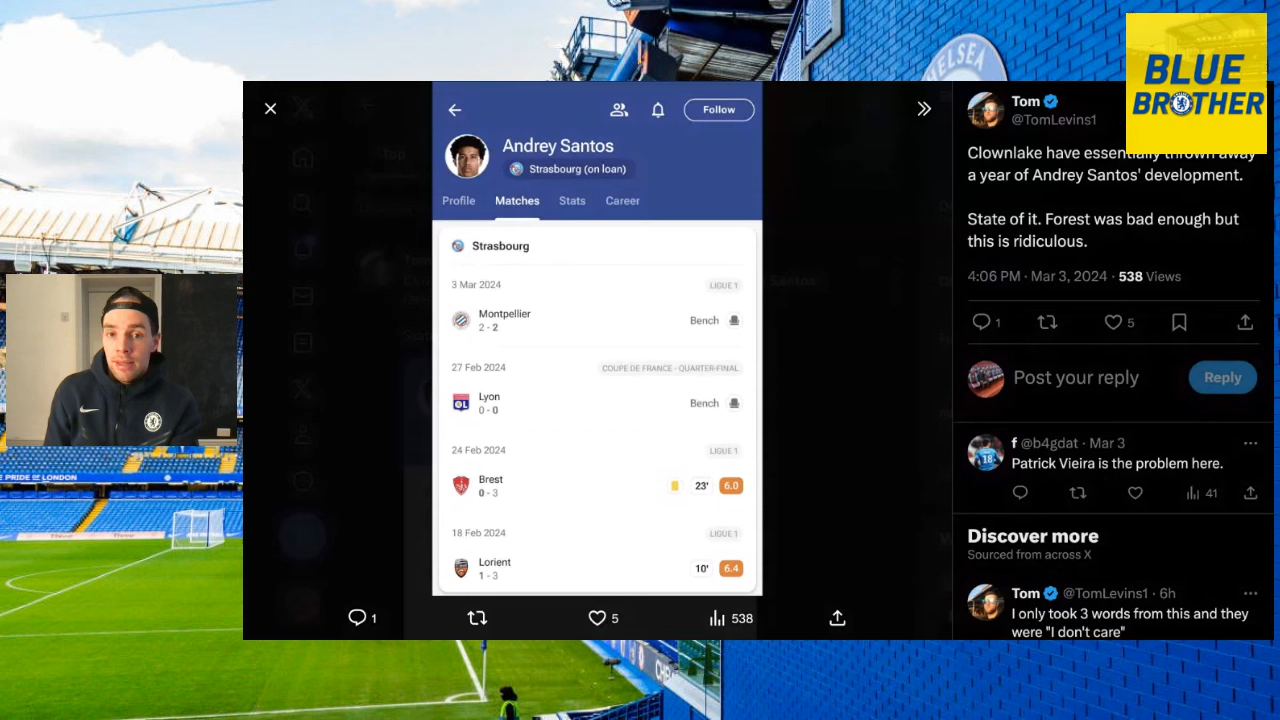 BLUE
BROTHER
CHELSEA
E PRIDE OF LONDON
Follow
Andrey Santos
Strasbourg (on loan)
Profile
Matches
Stats
Career
Strasbourg
3 Mar 2024
LIGUE 1
Montpellier
2 - 2
Bench
27 Feb 2024
COUPE DE FRANCE - QUARTER-FINAL
Lyon
0 - 0
Bench
24 Feb 2024
LIGUE 1
Brest
0 - 3
23'
6.0
18 Feb 2024
LIGUE 1
Lorient
1 - 3
10'
6.4
1
5
538
Tom
@TomLevins1
Clownlake have essentially thrown away
a year of Andrey Santos' development.
State of it. Forest was bad enough but
this is ridiculous.
4:06 PM · Mar 3, 2024 · 538 Views
1
5
Post your reply
Reply
f @b4gdat · Mar 3
Patrick Vieira is the problem here.
41
Discover more
Sourced from across X
Tom @TomLevins1 · 6h
I only took 3 words from this and they
were "I don't care"